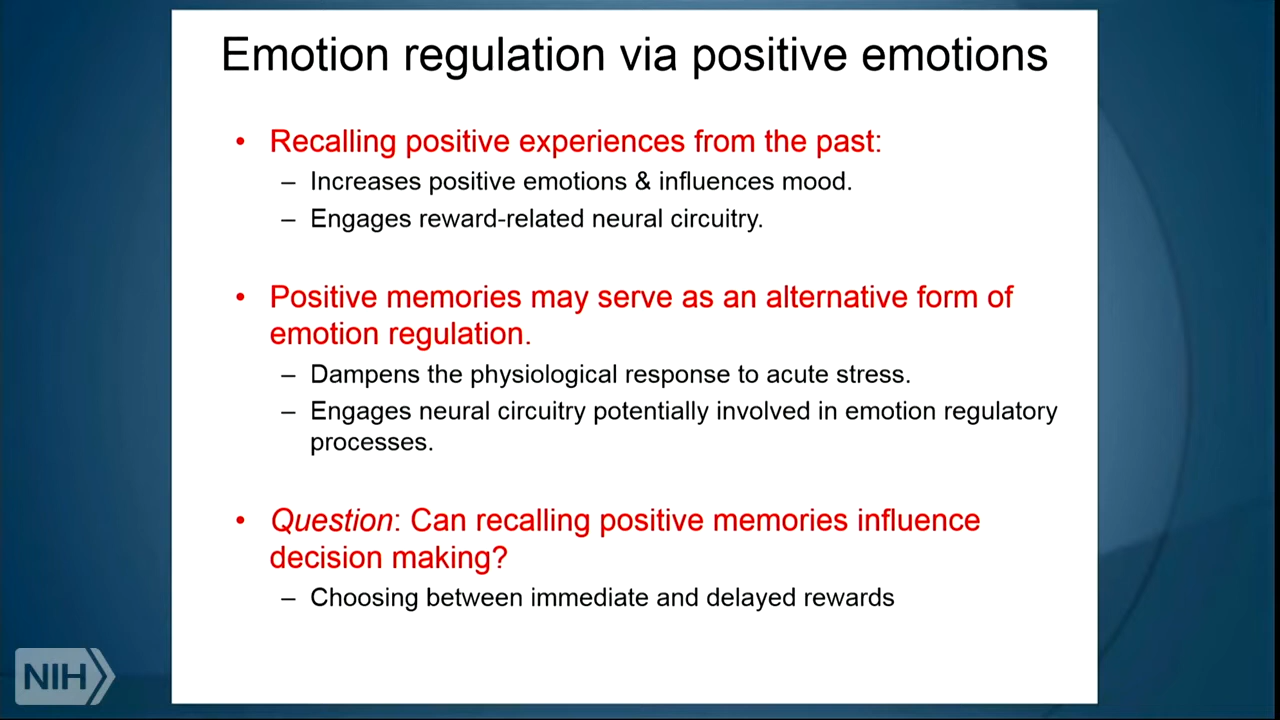 Emotion regulation via positive emotions
• Recalling positive experiences from the past:
– Increases positive emotions & influences mood.
– Engages reward-related neural circuitry.
• Positive memories may serve as an alternative form of
emotion regulation.
– Dampens the physiological response to acute stress.
– Engages neural circuitry potentially involved in emotion regulatory
processes.
• Question: Can recalling positive memories influence
decision making?
– Choosing between immediate and delayed rewards
NIH